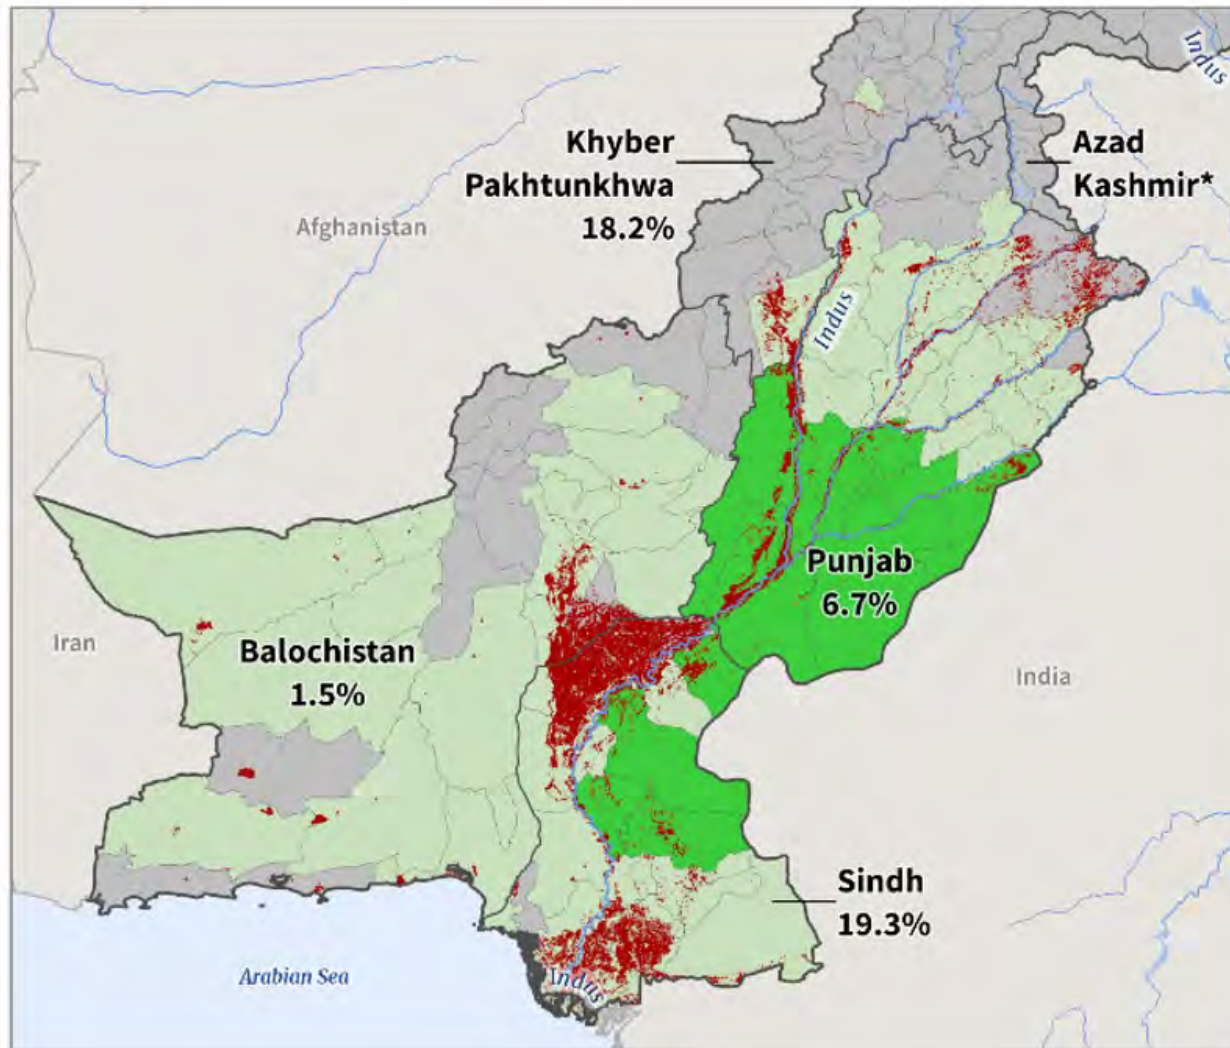 Indus
Khyber
Pakhtunkhwa
18.2%
Azad
Kashmir*
Afghanistan
Indus
Punjab
6.7%
Iran
Balochistan
1.5%
India
Sindh
19.3%
Arabian Sea
Indus